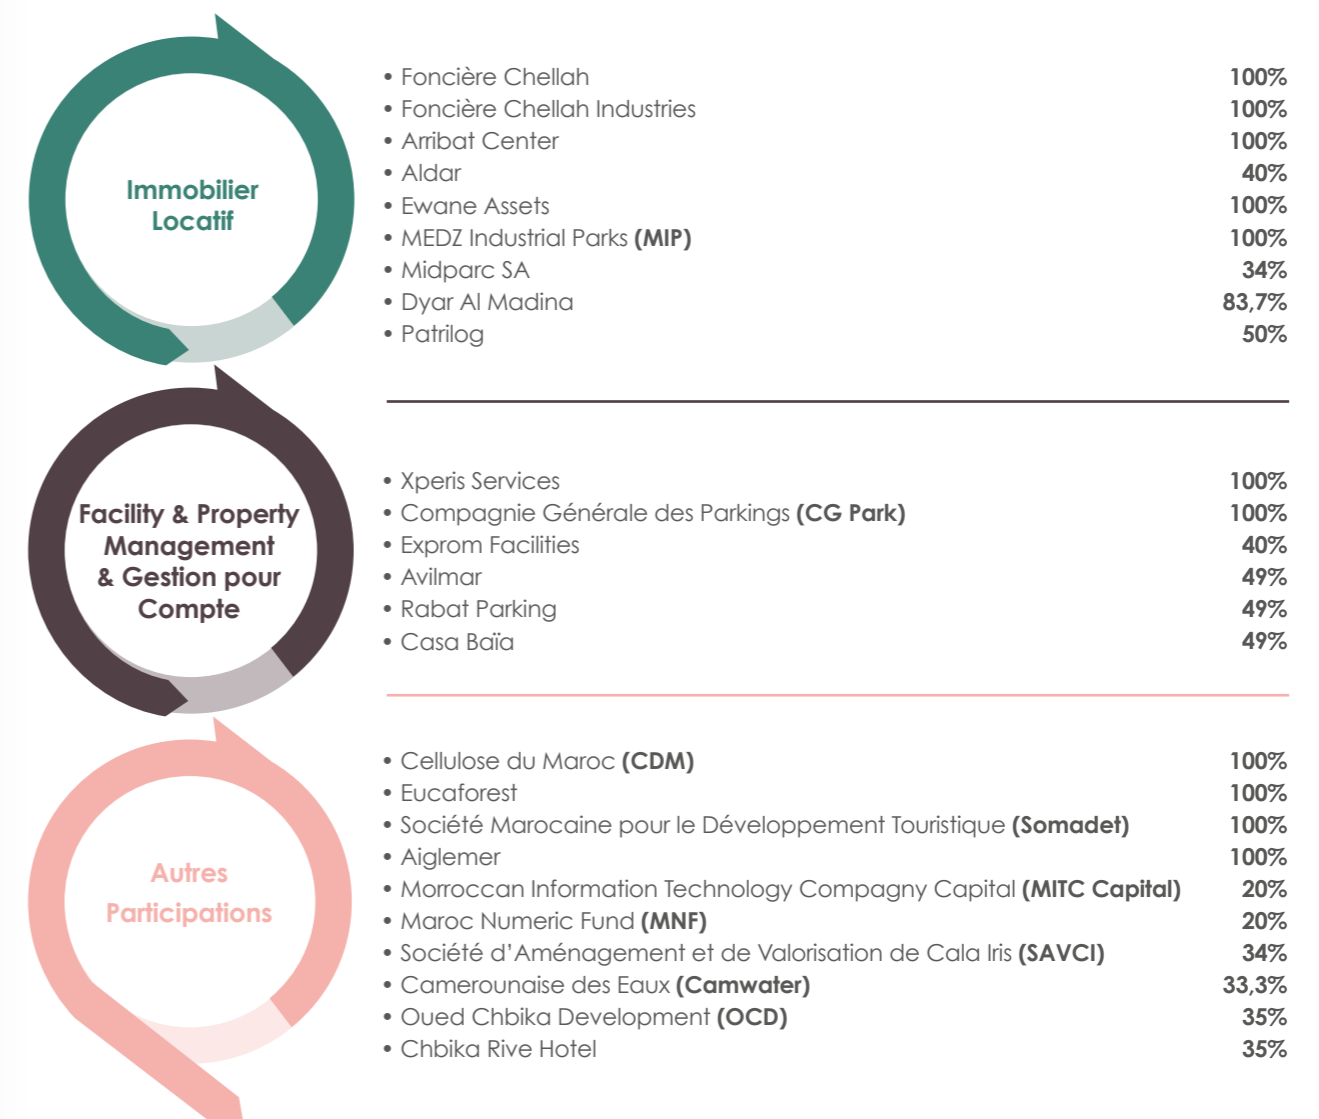 Immobilier
Locatif
• Foncière Chellah 100%
• Foncière Chellah Industries 100%
• Arribat Center 100%
• Aldar 40%
• Ewane Assets 100%
• MEDZ Industrial Parks (MIP) 100%
• Midparc SA 34%
• Dyar Al Madina 83,7%
• Patrilog 50%
Facility & Property
Management
& Gestion pour
Compte
• Xperis Services 100%
• Compagnie Générale des Parkings (CG Park) 100%
• Exprom Facilities 40%
• Avilmar 49%
• Rabat Parking 49%
• Casa Baïa 49%
Autres
Participations
• Cellulose du Maroc (CDM) 100%
• Eucaforest 100%
• Société Marocaine pour le Développement Touristique (Somadet) 100%
• Aiglemer 100%
• Morroccan Information Technology Compagny Capital (MITC Capital) 20%
• Maroc Numeric Fund (MNF) 20%
• Société d'Aménagement et de Valorisation de Cala Iris (SAVCI) 34%
• Camerounaise des Eaux (Camwater) 33,3%
• Oued Chbika Development (OCD) 35%
• Chbika Rive Hotel 35%